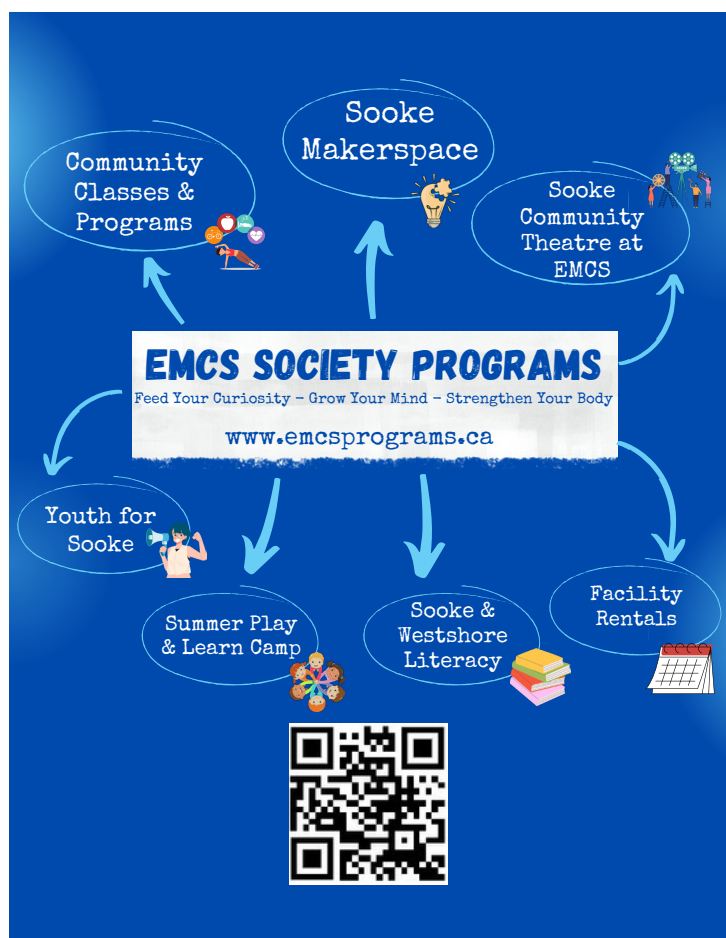 Sooke
Makerspace
Community
Classes &
Programs
Sooke
Community
Theatre at
EMCS
EMCS SOCIETY PROGRAMS
Feed Your Curiosity - Grow Your Mind - Strengthen Your Body
www.emcsprograms.ca
Youth for
Sooke
Summer Play
& Learn Camp
Sooke &
Westshore
Literacy
Facility
Rentals